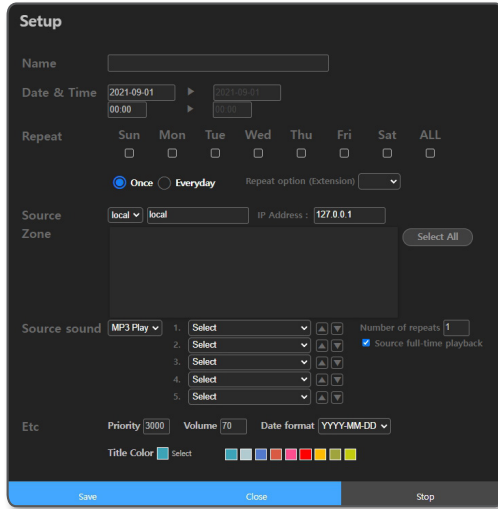 Setup
Name
Date & Time 2021-09-01 ▶ 2021-09-01
00:00 ▶ 00:00
Repeat Sun Mon Tue Wed Thu Fri Sat ALL
Once Everyday Repeat option (Extension)
Source local local IP Address : 127.0.0.1
Zone Select All
Source sound MP3 Play 1. Select ▲ ▼ Number of repeats 1
2. Select ▲ ▼ Source full-time playback
3. Select ▲ ▼
4. Select ▲ ▼
5. Select ▲ ▼
Etc Priority 3000 Volume 70 Date format YYYY-MM-DD
Title Color Select
Save Close Stop